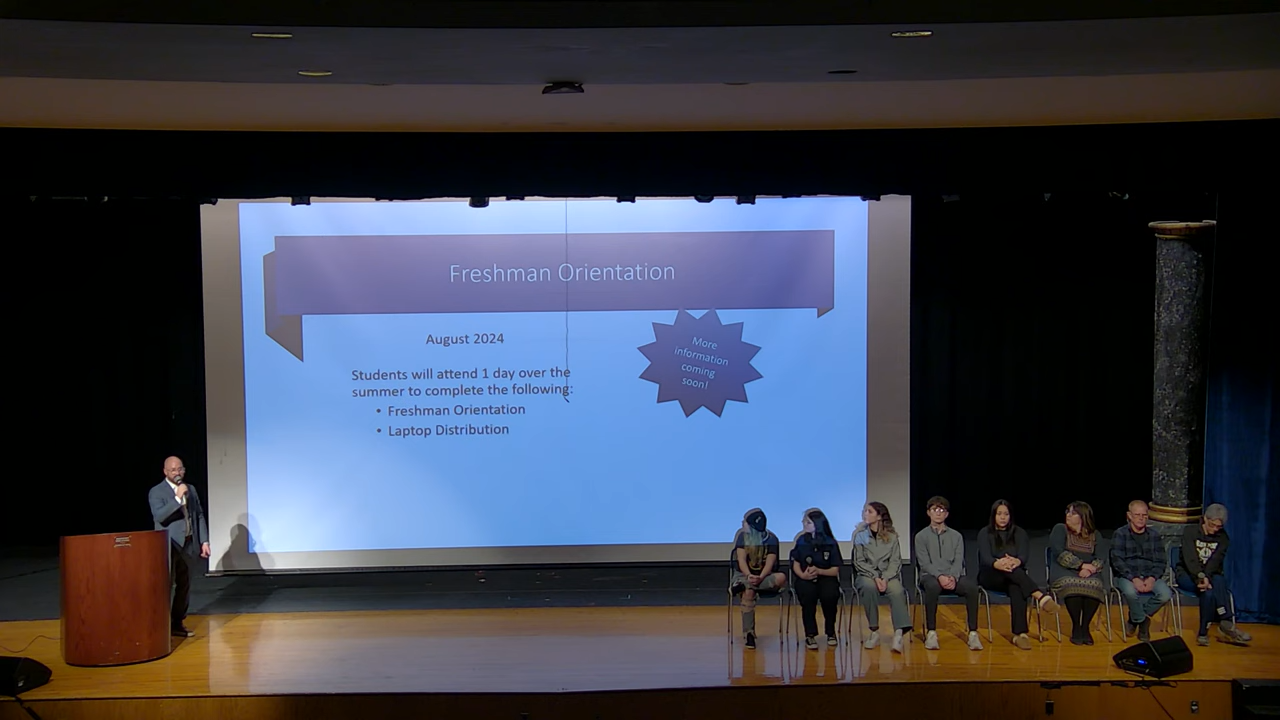 Freshman Orientation
August 2024
Students will attend 1 day over the
summer to complete the following:
• Freshman Orientation
• Laptop Distribution
More
information
coming
soon!